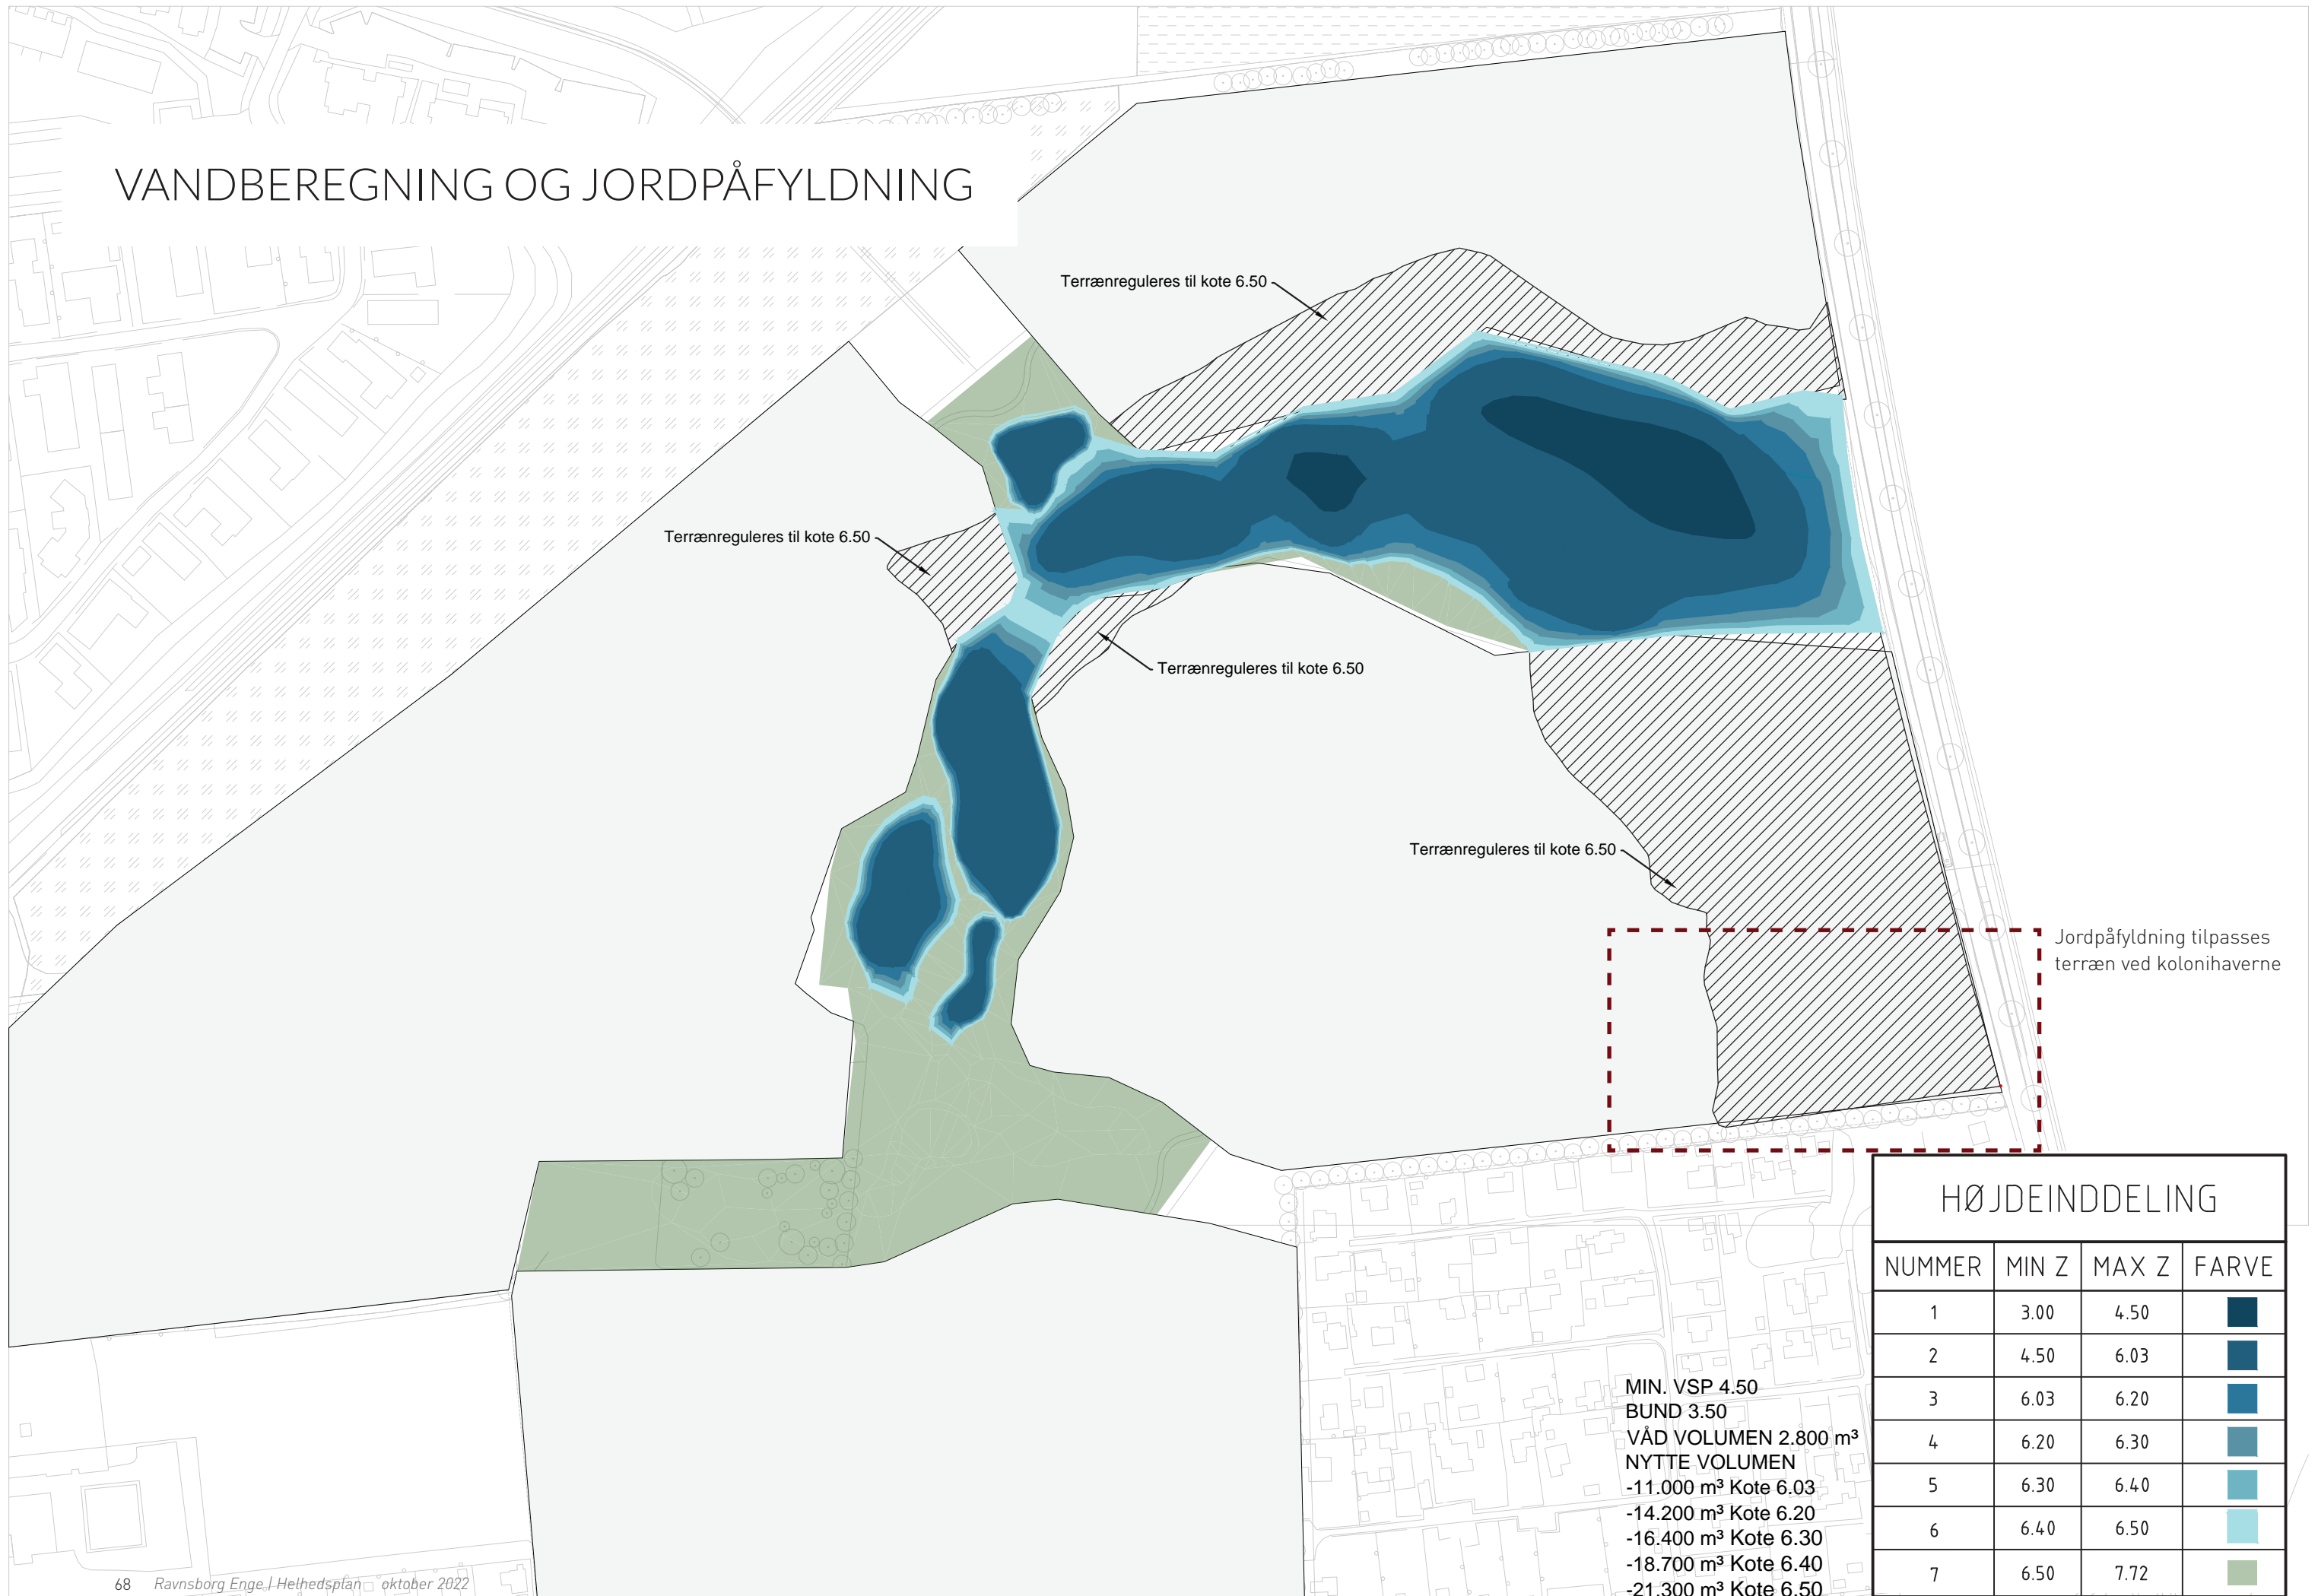 VANDBEREGNING OG JORDPÅFYLDNING
Terrænreguleres til kote 6.50
Terrænreguleres til kote 6.50
Terrænreguleres til kote 6.50
Terrænreguleres til kote 6.50
Jordpåfyldning tilpasses
terræn ved kolonihaverne
HØJDEINDDELING
NUMMER MIN Z MAX Z FARVE
1 3.00 4.50
2 4.50 6.03
3 6.03 6.20
4 6.20 6.30
5 6.30 6.40
6 6.40 6.50
7 6.50 7.72
MIN. VSP 4.50
BUND 3.50
VÅD VOLUMEN 2.800 m³
NYTTE VOLUMEN
-11.000 m³ Kote 6.03
-14.200 m³ Kote 6.20
-16.400 m³ Kote 6.30
-18.700 m³ Kote 6.40
-21.300 m³ Kote 6.50
68 Ravnsborg Enge | Helhedsplan oktober 2022